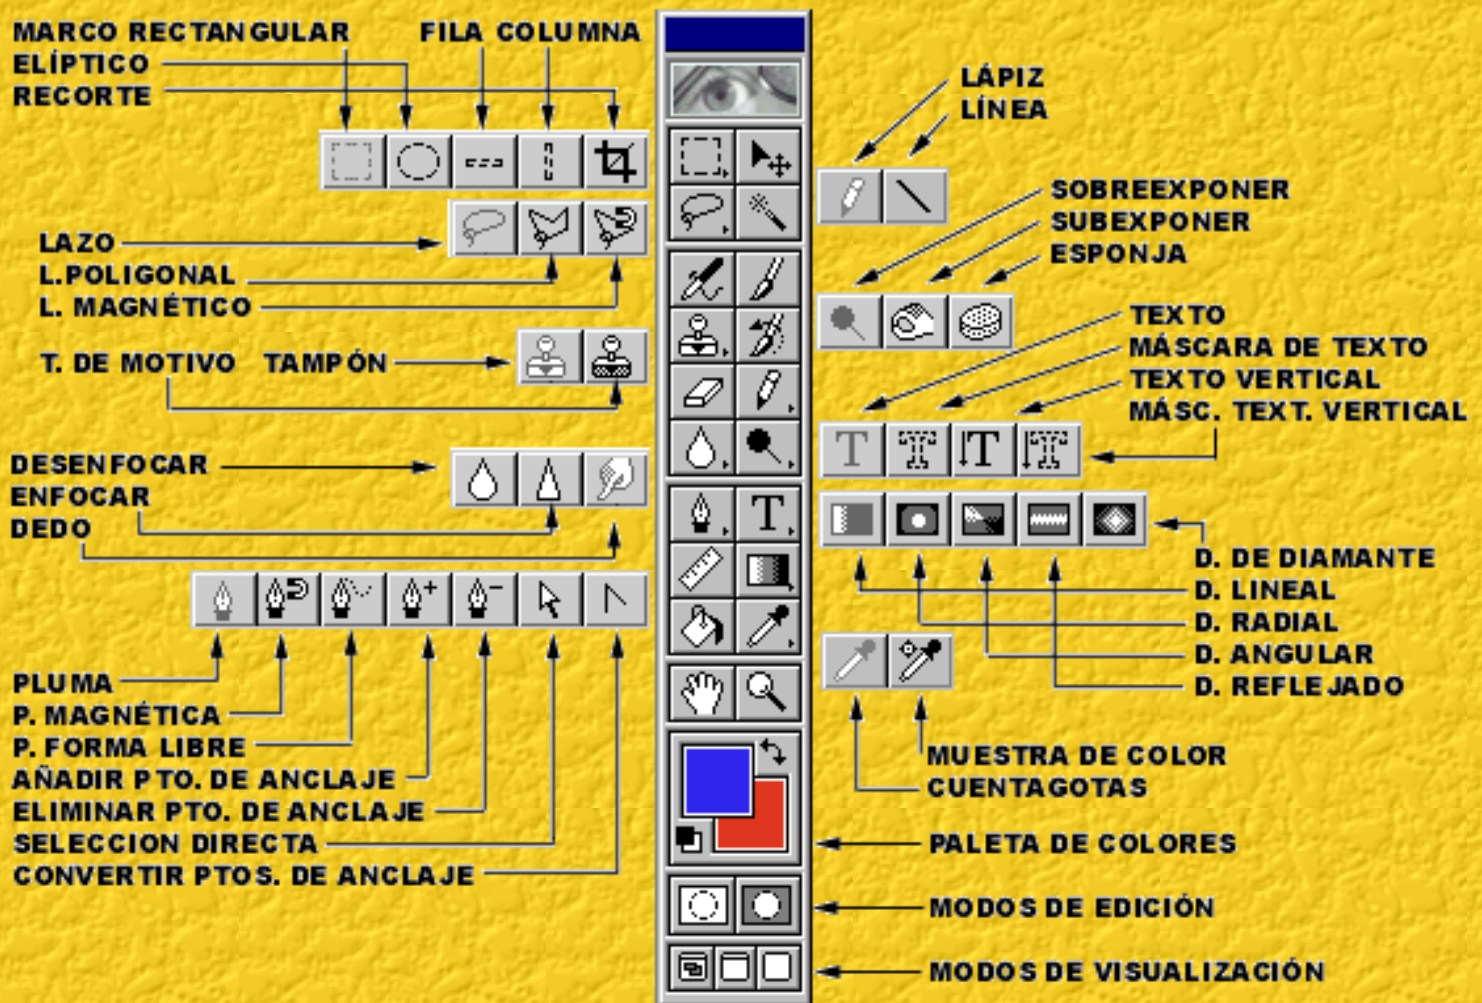 MARCO RECTANGULAR
FILA COLUMNA
ELÍPTICO
RECORTE
LAZO
L.POLIGONAL
L. MAGNÉTICO
T. DE MOTIVO TAMPÓN
DESENFOCAR
ENFOCAR
DEDO
PLUMA
P. MAGNÉTICA
P. FORMA LIBRE
AÑADIR PTO. DE ANCLAJE
ELIMINAR PTO. DE ANCLAJE
SELECCION DIRECTA
CONVERTIR PTOS. DE ANCLAJE
LÁPIZ
LÍNEA
SOBREEXPONER
SUBEXPONER
ESPONJA
TEXTO
MÁSCARA DE TEXTO
TEXTO VERTICAL
MÁSC. TEXT. VERTICAL
D. DE DIAMANTE
D. LINEAL
D. RADIAL
D. ANGULAR
D. REFLEJADO
MUESTRA DE COLOR
CUENTAGOTAS
PALETA DE COLORES
MODOS DE EDICIÓN
MODOS DE VISUALIZACIÓN